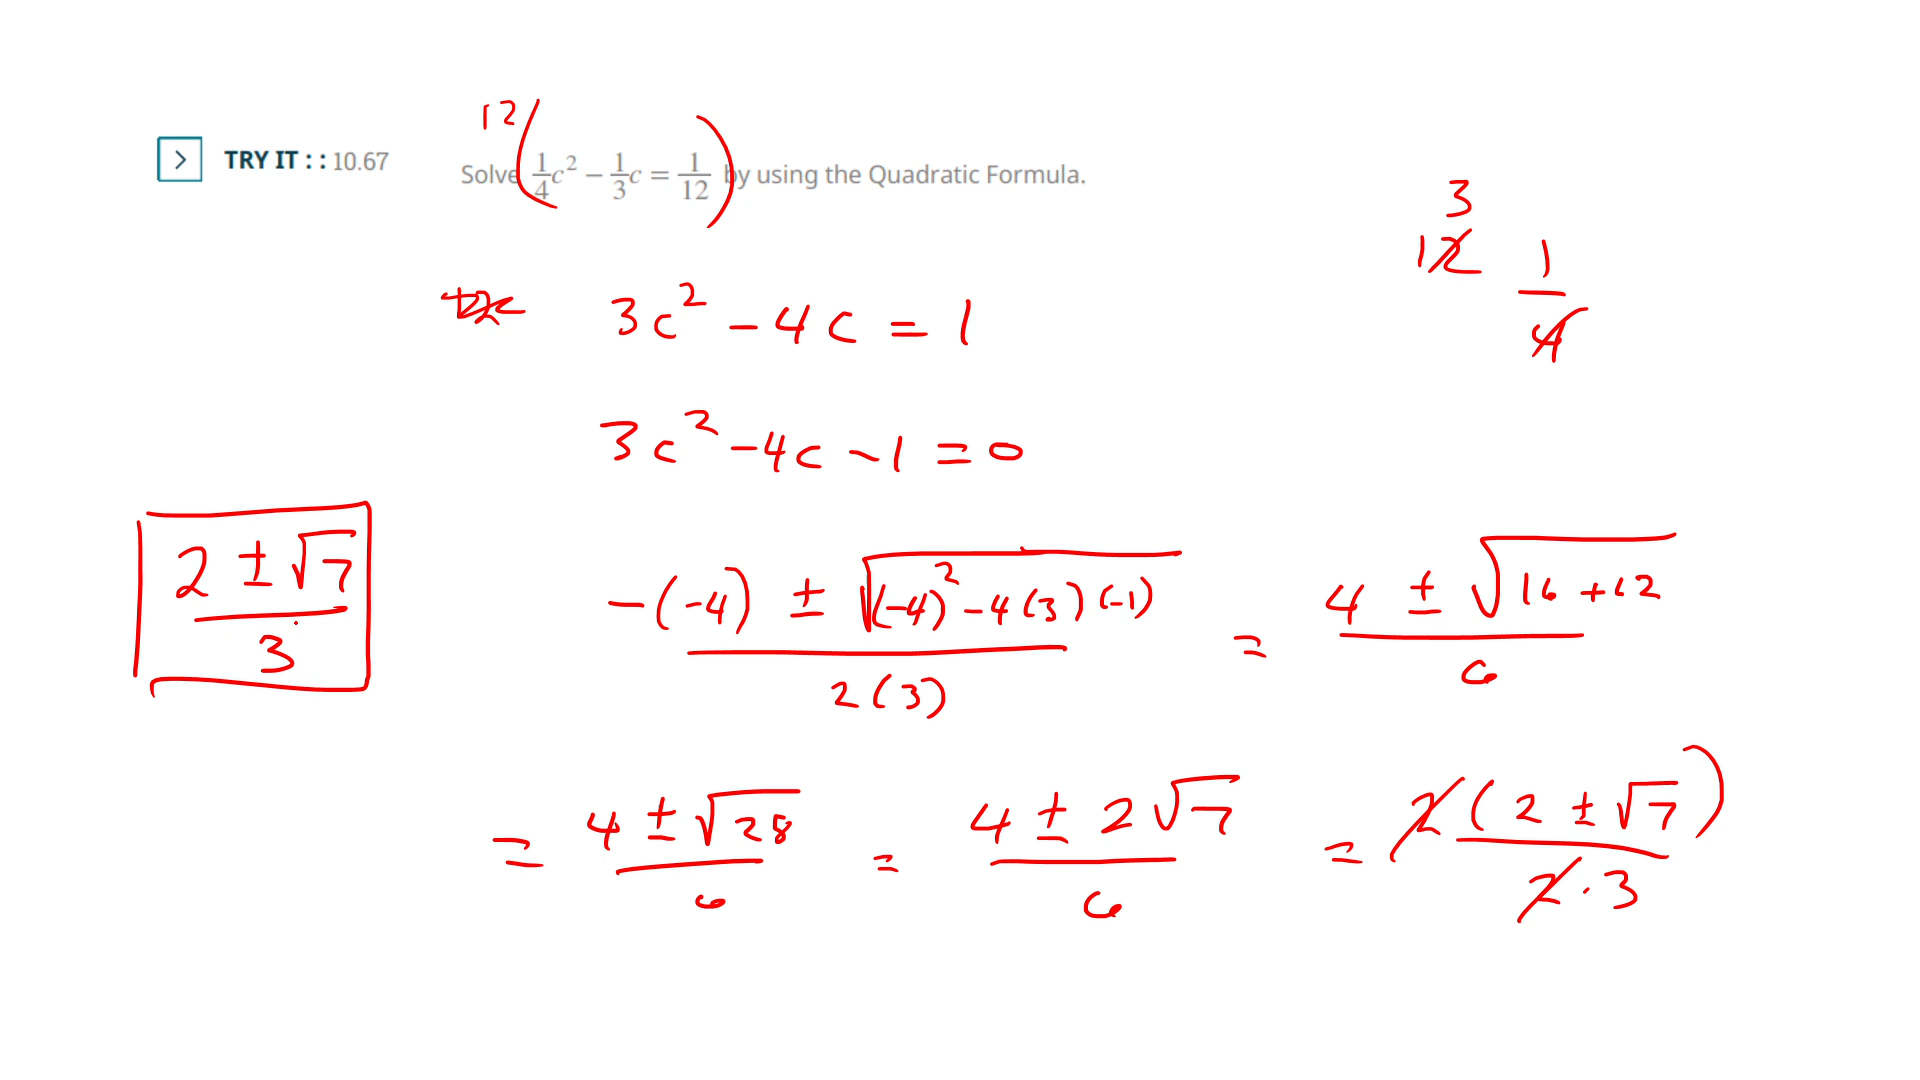 12
> TRY IT : : 10.67 Solve (1/4 c² − 1/3 c = 1/12) by using the Quadratic Formula.
3
12 1/4
3c² − 4c = 1
3c² − 4c − 1 = 0
(2 ± √7)/3
(−(−4) ± √((−4)² − 4(3)(−1)))/(2(3)) = (4 ± √(16 + 12))/6
= (4 ± √28)/6 = (4 ± 2√7)/6 = (2(2 ± √7))/(2 · 3)